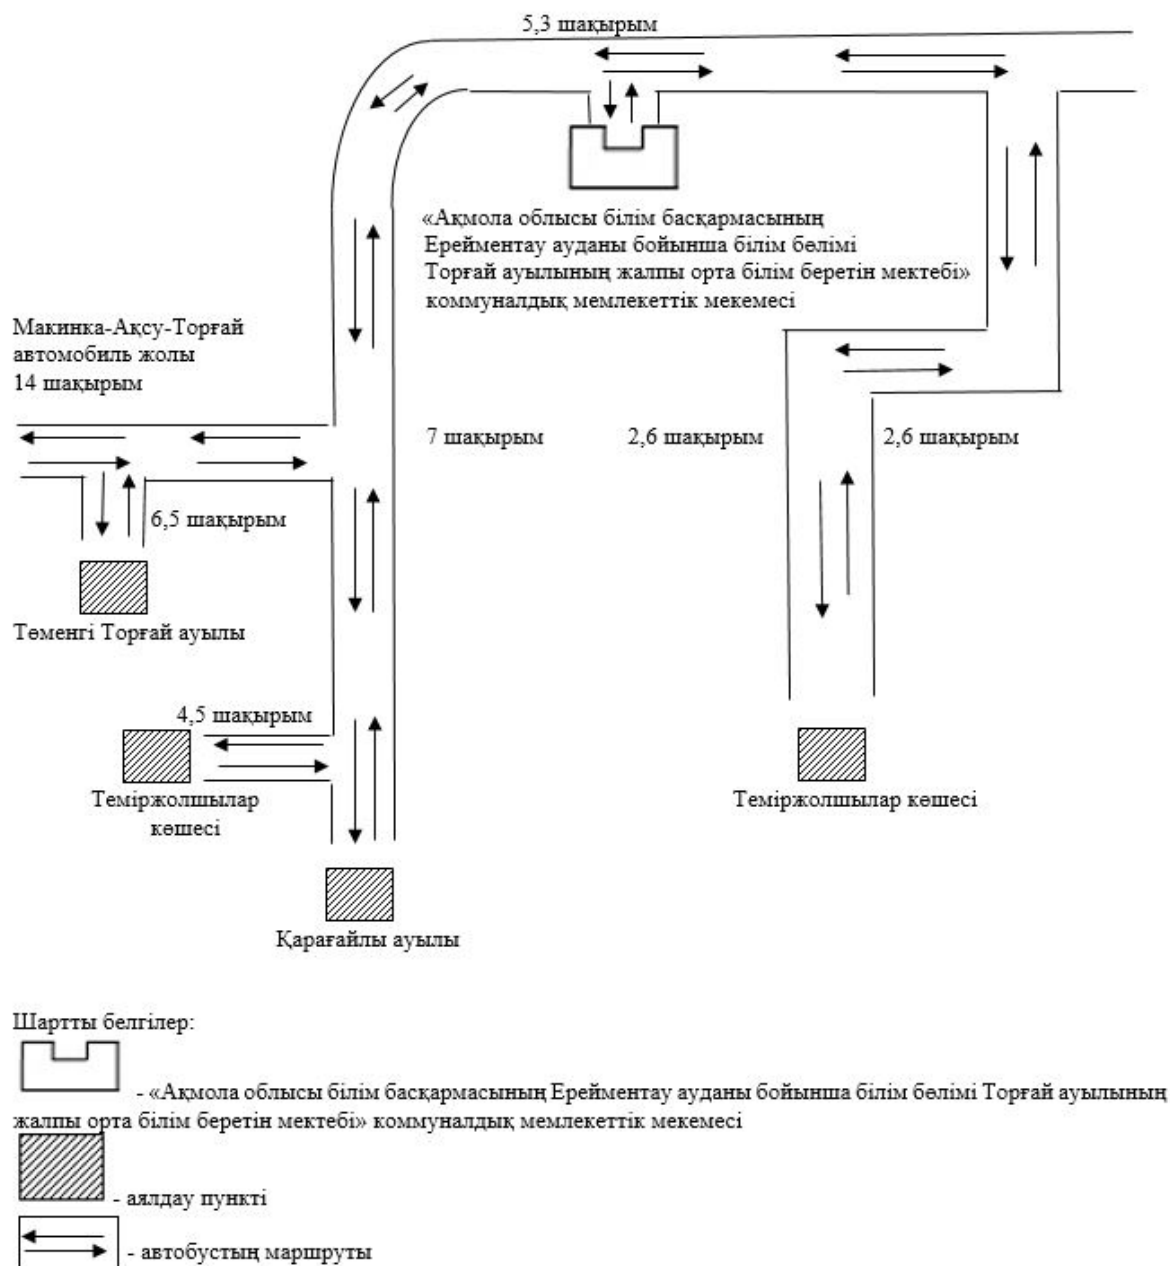 5,3 шақырым
«Ақмола облысы білім басқармасының
Ерейментау ауданы бойынша білім бөлімі
Торғай ауылының жалпы орта білім беретін мектебі»
коммуналдық мемлекеттік мекемесі
Макинка-Ақсу-Торғай
автомобиль жолы
14 шақырым
7 шақырым
2,6 шақырым
2,6 шақырым
6,5 шақырым
Төменгі Торғай ауылы
4,5 шақырым
Теміржолшылар
көшесі
Теміржолшылар көшесі
Қарағайлы ауылы
Шартты белгілер:
- «Ақмола облысы білім басқармасының Ерейментау ауданы бойынша білім бөлімі Торғай ауылының
жалпы орта білім беретін мектебі» коммуналдық мемлекеттік мекемесі
- аялдау пункті
- автобустың маршруты